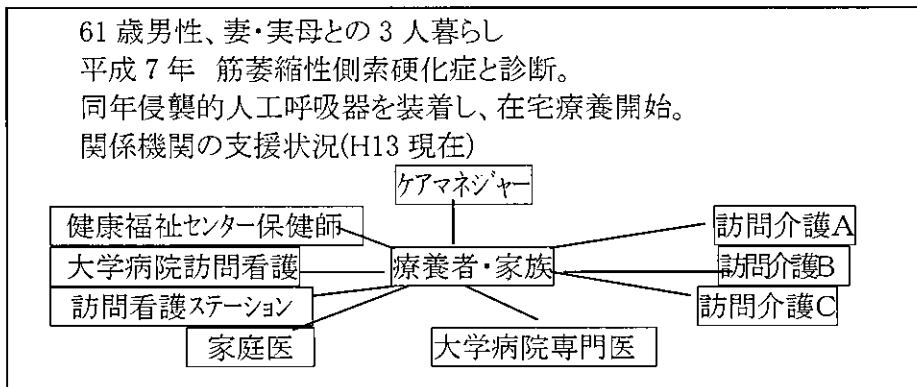 61歳男性、妻・実母との3人暮らし
平成7年 筋萎縮性側索硬化症と診断。
同年侵襲的人工呼吸器を装着し、在宅療養開始。
関係機関の支援状況(H13現在)
ケアマネジャー
健康福祉センター保健師
訪問介護A
大学病院訪問看護
療養者・家族
訪問介護B
訪問看護ステーション
訪問介護C
家庭医
大学病院専門医